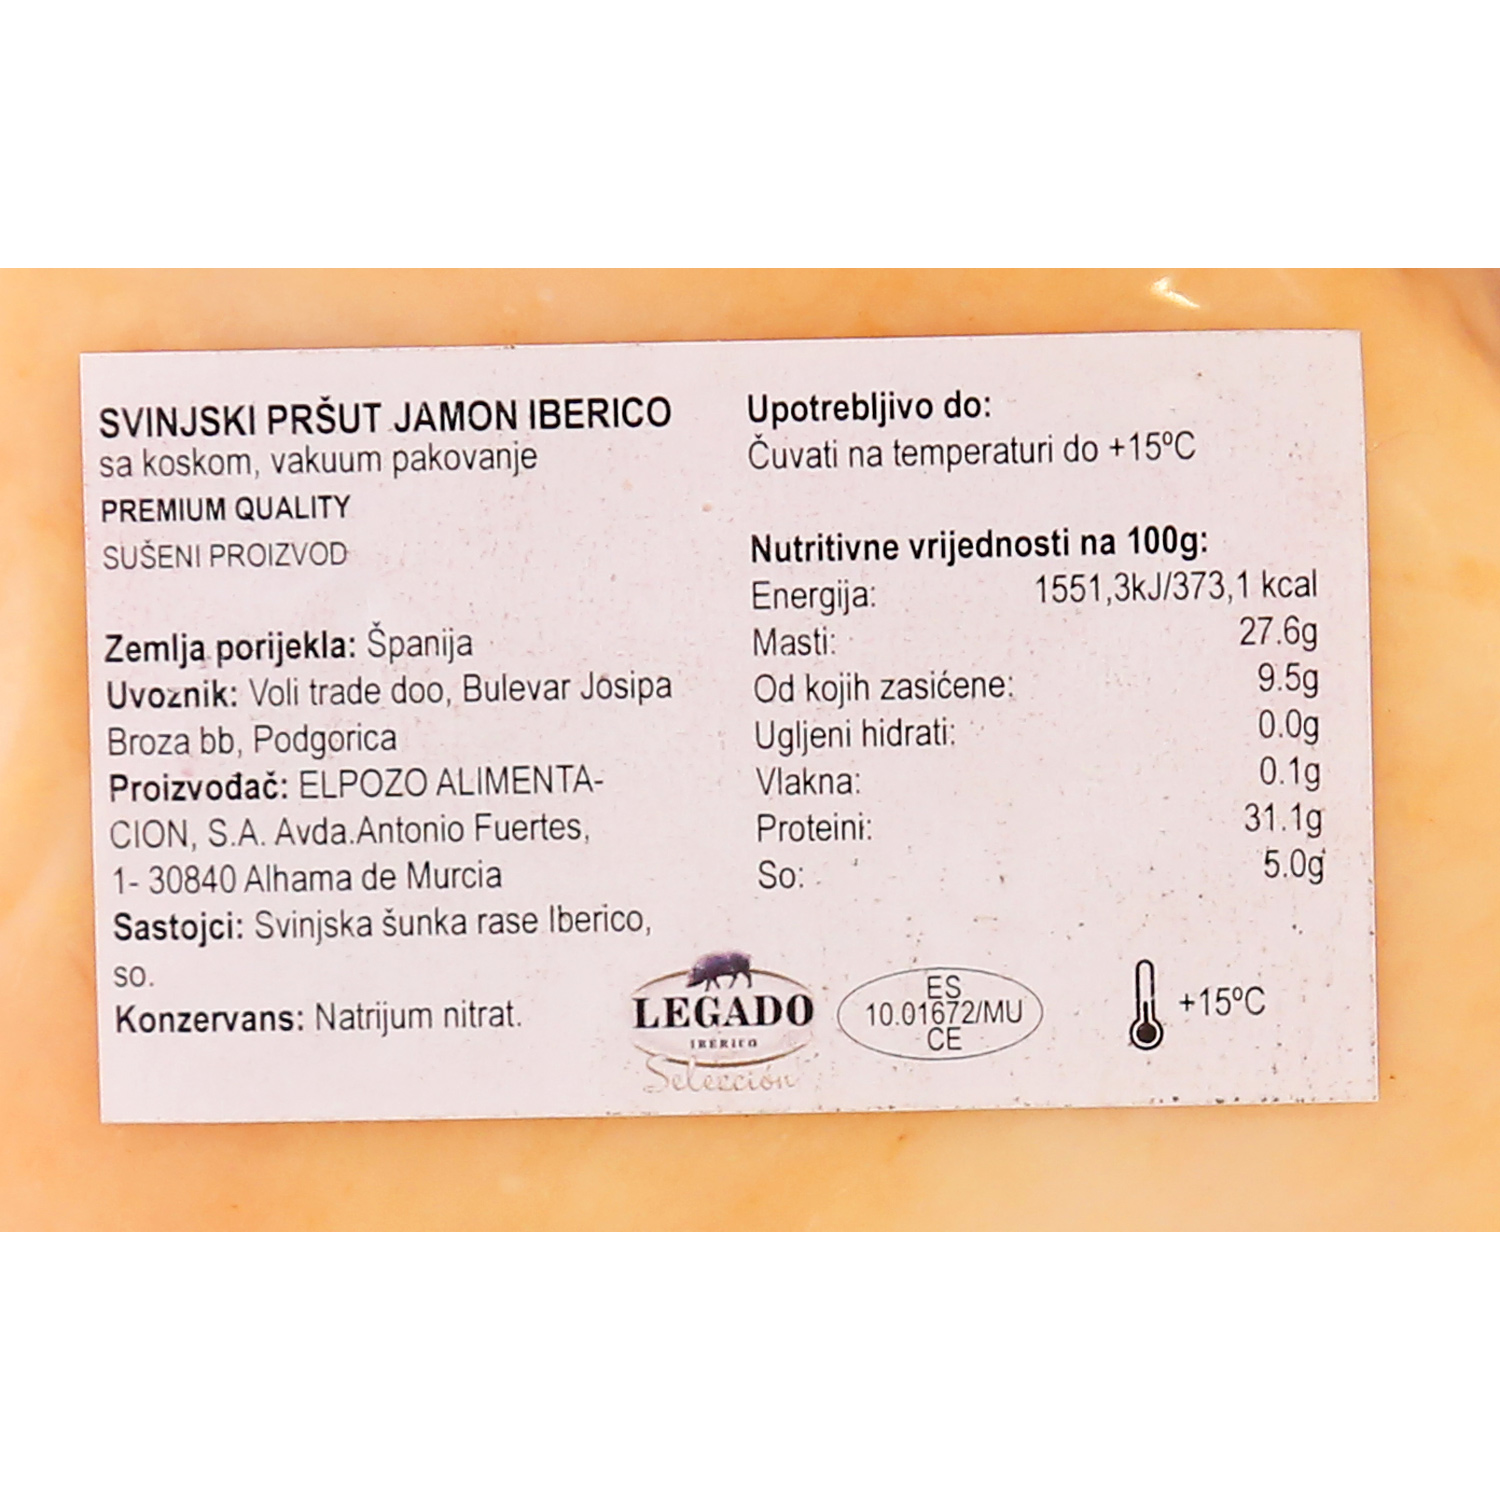 SVINJSKI PRŠUT JAMON IBERICO
sa koskom, vakuum pakovanje
PREMIUM QUALITY
SUŠENI PROIZVOD
Zemlja porijekla: Španija
Uvoznik: Voli trade doo, Bulevar Josipa
Broza bb, Podgorica
Proizvođač: ELPOZO ALIMENTA-
CION, S.A. Avda.Antonio Fuertes,
1- 30840 Alhama de Murcia
Sastojci: Svinjska šunka rase Iberico,
so.
Konzervans: Natrijum nitrat.
Upotrebljivo do:
Čuvati na temperaturi do +15ºC
Nutritivne vrijednosti na 100g:
Energija: 1551,3kJ/373,1 kcal
Masti: 27.6g
Od kojih zasićene: 9.5g
Ugljeni hidrati: 0.0g
Vlakna: 0.1g
Proteini: 31.1g
So: 5.0g
LEGADO
IBERICO
Selección
ES
10.01672/MU
CE
+15ºC